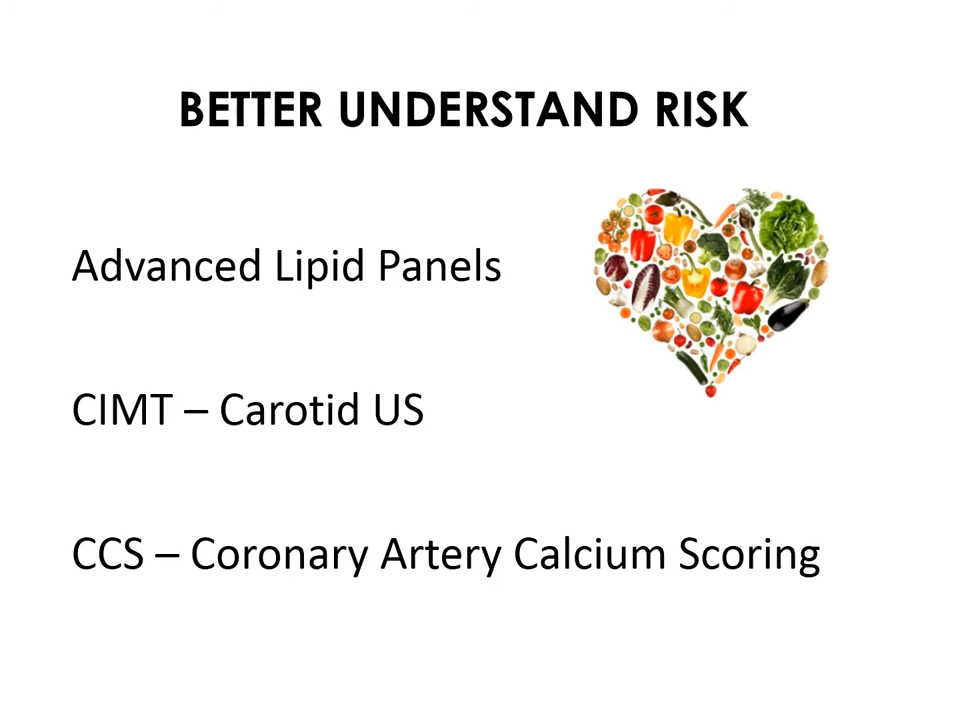 BETTER UNDERSTAND RISK
Advanced Lipid Panels
CIMT – Carotid US
CCS – Coronary Artery Calcium Scoring